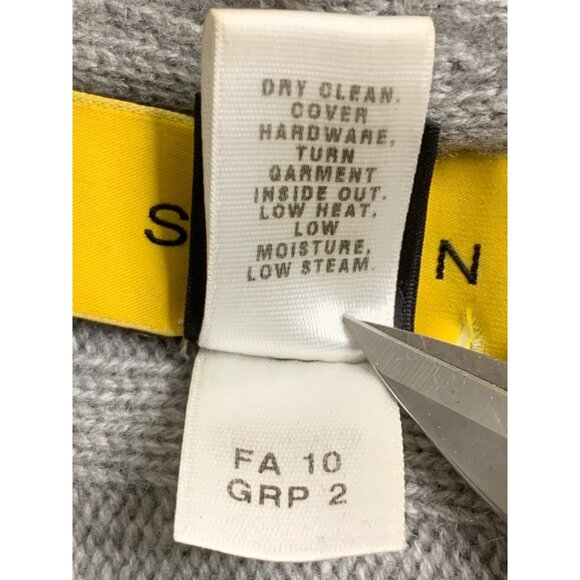 DRY CLEAN.
COVER
HARDWARE,
TURN
GARMENT
INSIDE OUT.
LOW HEAT,
LOW
MOISTURE,
LOW STEAM.
S N
FA 10
GRP 2